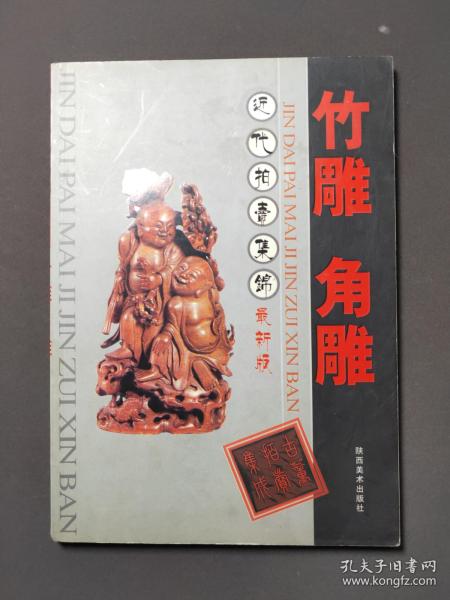 竹雕 角雕
近代拍賣集錦
最新版
JIN DAI PAI MAI JI JIN ZUI XIN BAN
JIN DAI PAI MAI JI JIN ZUI XIN BAN
古董
拍賣
集成
陕西美术出版社
孔夫子旧书网
www.kongfz.com